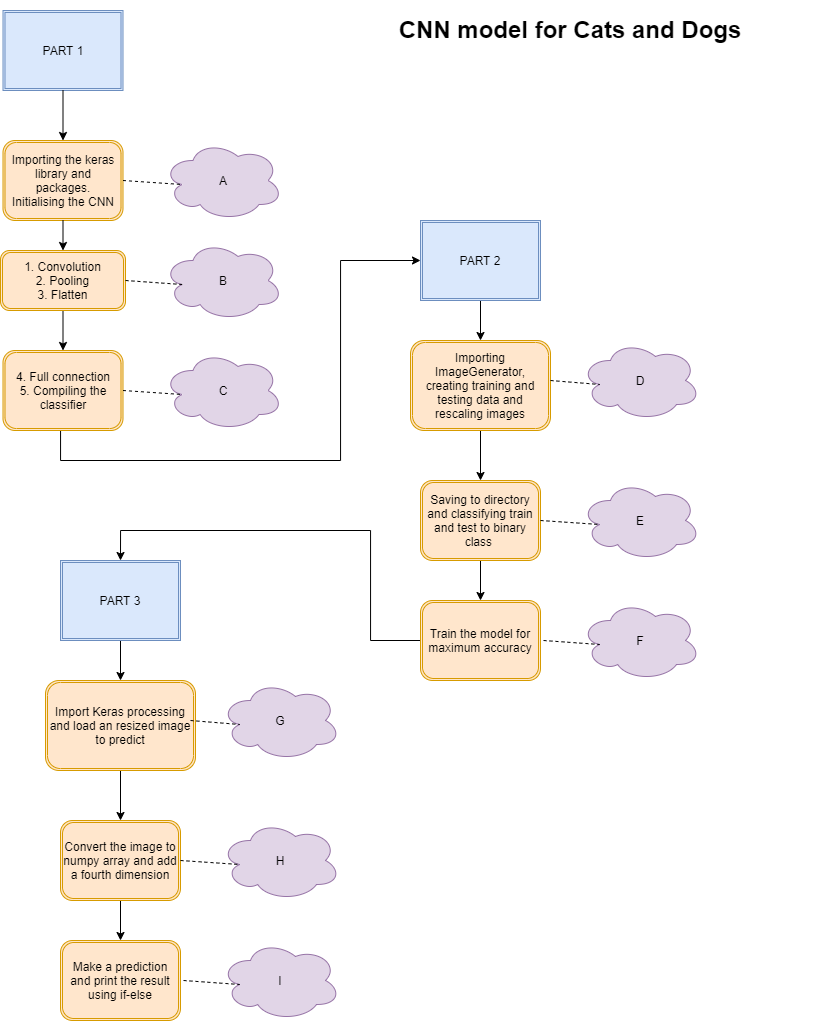 CNN model for Cats and Dogs
PART 1
Importing the keras
library and
packages.
Initialising the CNN
A
1. Convolution
2. Pooling
3. Flatten
B
4. Full connection
5. Compiling the
classifier
C
PART 2
Importing
ImageGenerator,
creating training and
testing data and
rescaling images
D
Saving to directory
and classifying train
and test to binary
class
E
Train the model for
maximum accuracy
F
PART 3
Import Keras processing
and load an resized image
to predict
G
Convert the image to
numpy array and add
a fourth dimension
H
Make a prediction
and print the result
using if-else
I